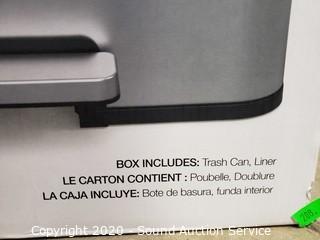 BOX INCLUDES: Trash Can, Liner
LE CARTON CONTIENT : Poubelle, Doublure
LA CAJA INCLUYE: Bote de basura, funda interior
Copyright 2020 - Sound Auction Service